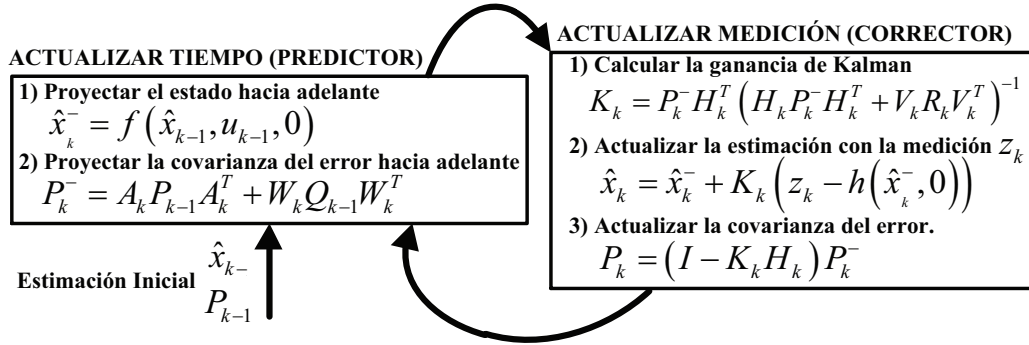 ACTUALIZAR TIEMPO (PREDICTOR)
1) Proyectar el estado hacia adelante
x̂ₖ⁻ = f(x̂ₖ₋₁, uₖ₋₁, 0)
2) Proyectar la covarianza del error hacia adelante
Pₖ⁻ = AₖPₖ₋₁Aₖᵀ + WₖQₖ₋₁Wₖᵀ
Estimación Inicial
x̂ₖ₋
Pₖ₋₁
ACTUALIZAR MEDICIÓN (CORRECTOR)
1) Calcular la ganancia de Kalman
Kₖ = Pₖ⁻Hₖᵀ(HₖPₖ⁻Hₖᵀ + VₖRₖVₖᵀ)⁻¹
2) Actualizar la estimación con la medición zₖ
x̂ₖ = x̂ₖ⁻ + Kₖ(zₖ − h(x̂ₖ⁻, 0))
3) Actualizar la covarianza del error.
Pₖ = (I − KₖHₖ)Pₖ⁻